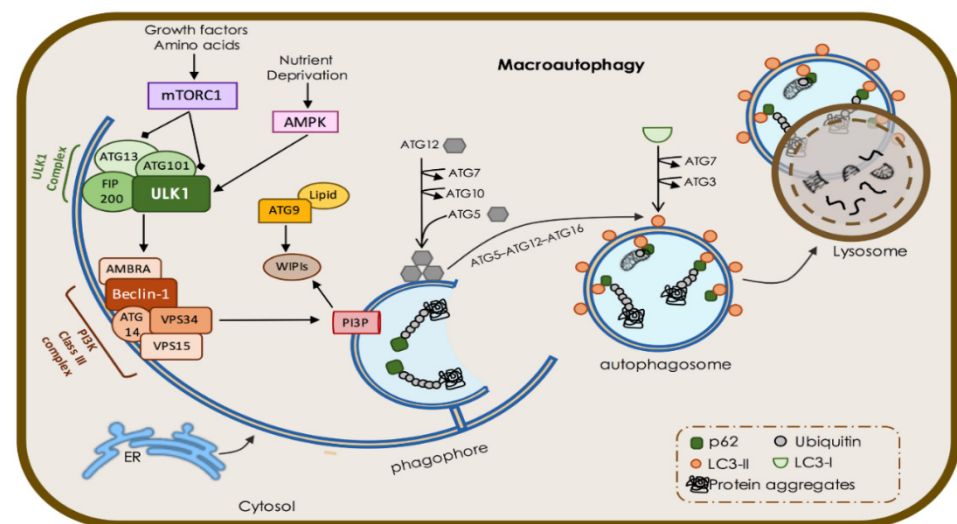 Growth factors
Amino acids
Nutrient
Deprivation
Macroautophagy
mTORC1
AMPK
ULK1
Complex
ATG13
ATG101
FIP
200
ULK1
ATG9
Lipid
WIPIs
ATG12
ATG7
ATG10
ATG5
ATG5-ATG12-ATG16
ATG7
ATG3
Lysosome
AMBRA
Beclin-1
ATG
14
VPS34
VPS15
PI3K
Class III
complex
PI3P
autophagosome
phagophore
ER
Cytosol
p62
Ubiquitin
LC3-II
LC3-I
Protein aggregates